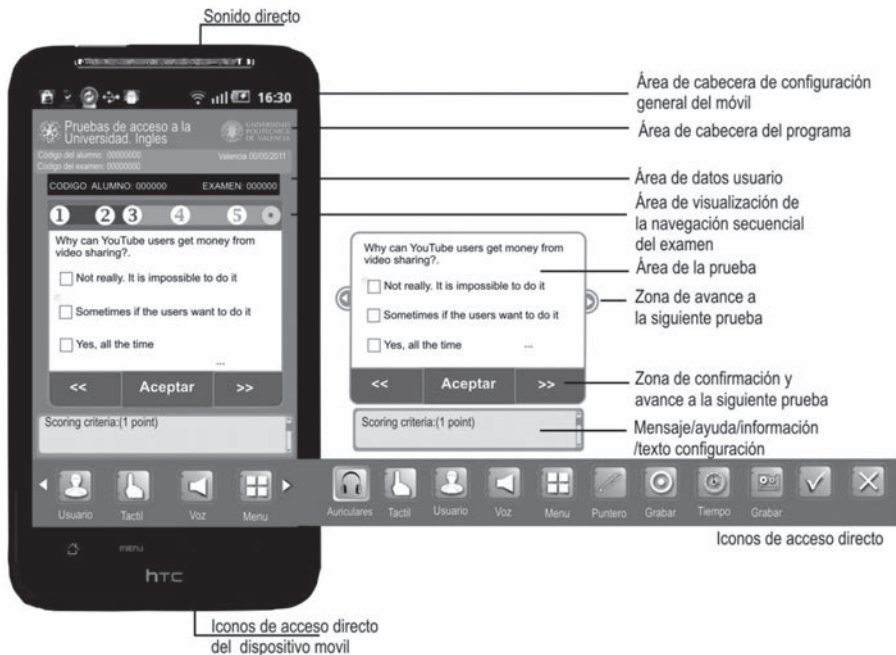 Sonido directo
16:30
Pruebas de acceso a la
Universidad. Ingles
UNIVERSIDAD
POLITECNICA
DE VALENCIA
Código del alumno: 00000000
Valencia 00/00/2011
Código del examen: 00000000
CODIGO ALUMNO: 000000 EXAMEN: 000000
1 2 3 4 5
Why can YouTube users get money from
video sharing?.
Not really. It is impossible to do it
Sometimes if the users want to do it
Yes, all the time
...
<< Aceptar >>
Scoring criteria:(1 point)
Usuario Tactil Voz Menu
menu
hTC
Iconos de acceso directo
del dispositivo movil
Why can YouTube users get money from
video sharing?.
Not really. It is impossible to do it
Sometimes if the users want to do it
Yes, all the time ...
<< Aceptar >>
Scoring criteria:(1 point)
Auriculares Tactil Usuario Voz Menu Puntero Grabar Tiempo Grabar
Iconos de acceso directo
Área de cabecera de configuración
general del móvil
Área de cabecera del programa
Área de datos usuario
Área de visualización de
la navegación secuencial
del examen
Área de la prueba
Zona de avance a
la siguiente prueba
Zona de confirmación y
avance a la siguiente prueba
Mensaje/ayuda/información
/texto configuración